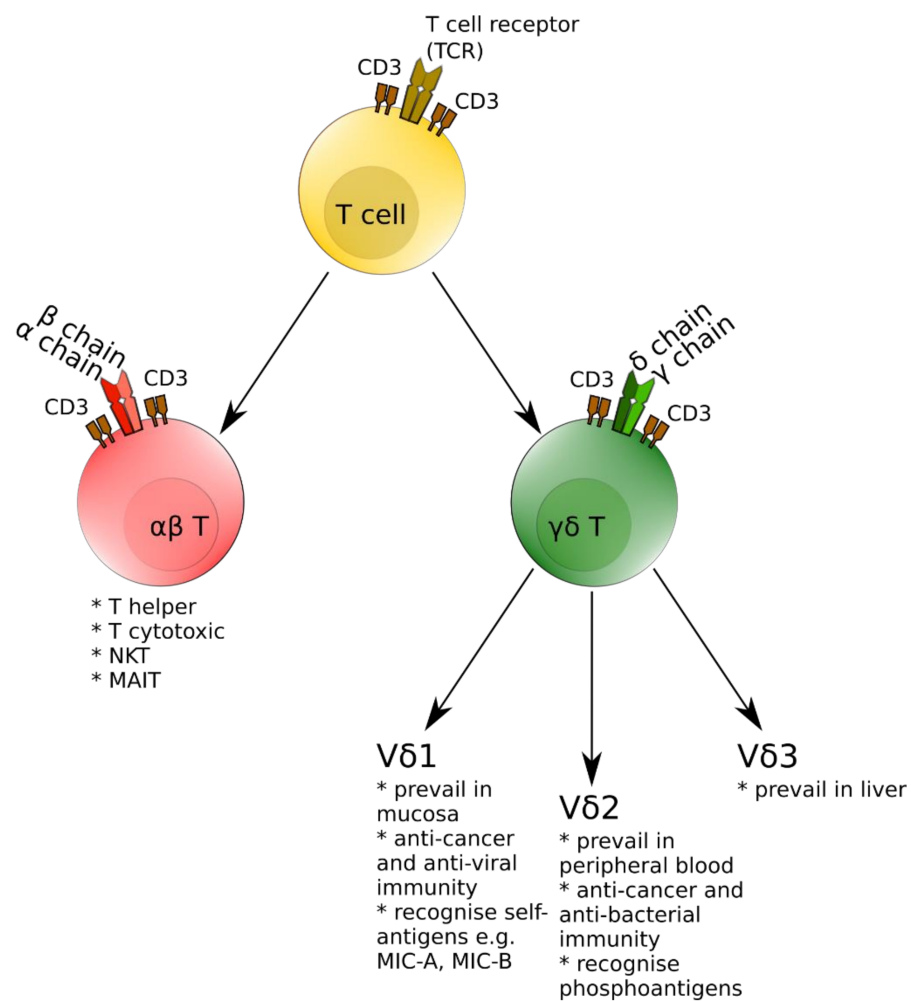 T cell receptor
(TCR)
CD3
CD3
T cell
β chain
α chain
CD3
CD3
αβ T
* T helper
* T cytotoxic
* NKT
* MAIT
δ chain
γ chain
CD3
CD3
γδ T
Vδ1
* prevail in
mucosa
* anti-cancer
and anti-viral
immunity
* recognise self-
antigens e.g.
MIC-A, MIC-B
Vδ2
* prevail in
peripheral blood
* anti-cancer and
anti-bacterial
immunity
* recognise
phosphoantigens
Vδ3
* prevail in liver